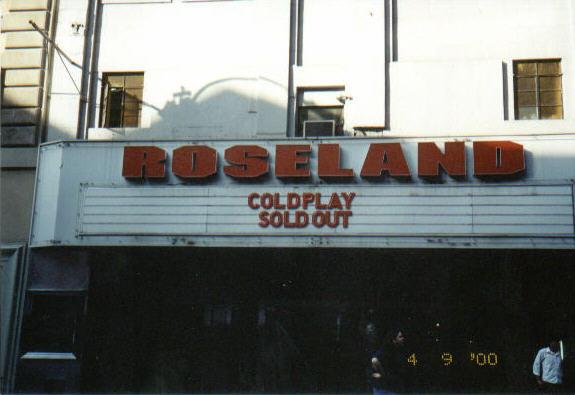 ROSELAND
COLDPLAY
SOLD OUT
4 9 '00